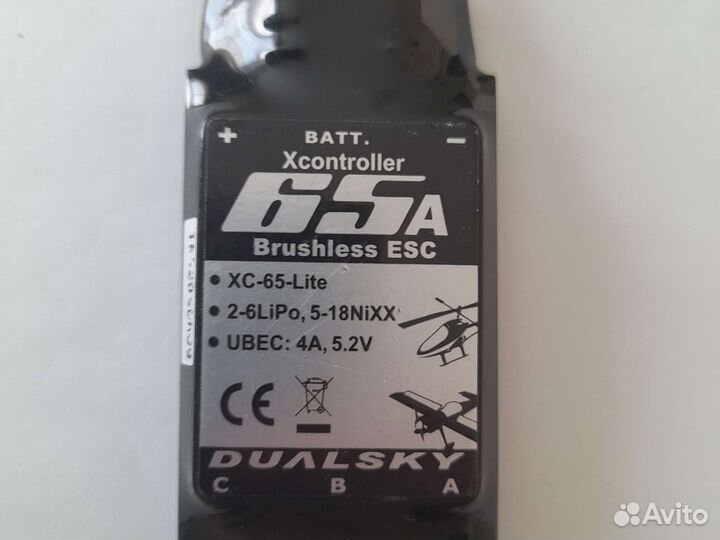 + BATT. -
Xcontroller
65A
Brushless ESC
• XC-65-Lite
• 2-6LiPo, 5-18NiXX
• UBEC: 4A, 5.2V
CE
DUALSKY
C B A
Avito